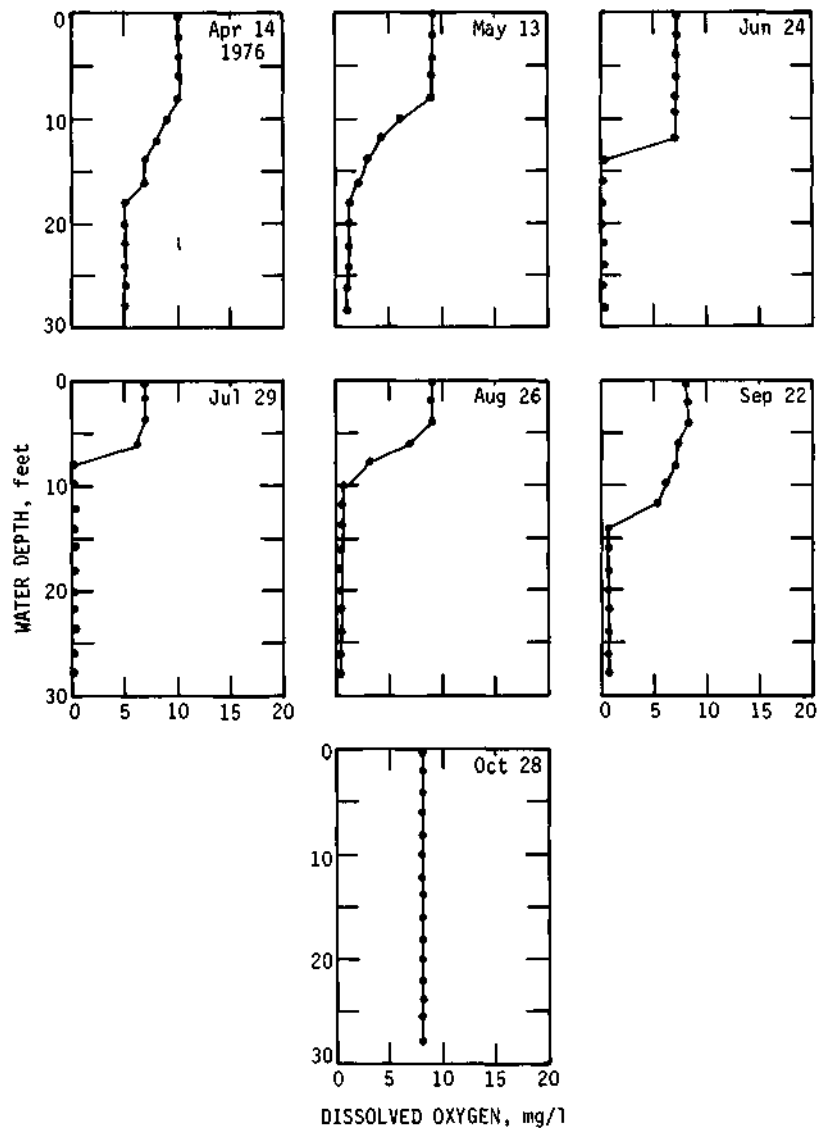 0
10
20
30
Apr 14
1976
May 13
Jun 24
WATER DEPTH, feet
0
10
20
30
Jul 29
0 5 10 15 20
Aug 26
Sep 22
0 5 10 15 20
0
10
20
30
Oct 28
0 5 10 15 20
DISSOLVED OXYGEN, mg/l